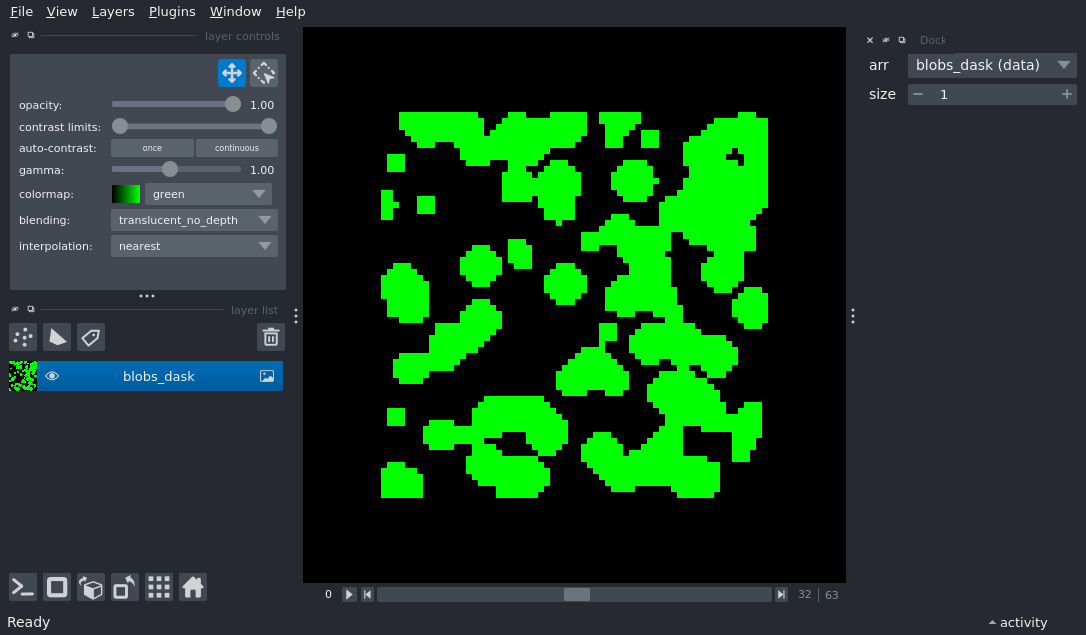 File View Layers Plugins Window Help
layer controls
opacity: 1.00
contrast limits:
auto-contrast: once continuous
gamma: 1.00
colormap: green
blending: translucent_no_depth
interpolation: nearest
layer list
blobs_dask
0 32 63
Ready
Dock
arr blobs_dask (data)
size 1
activity